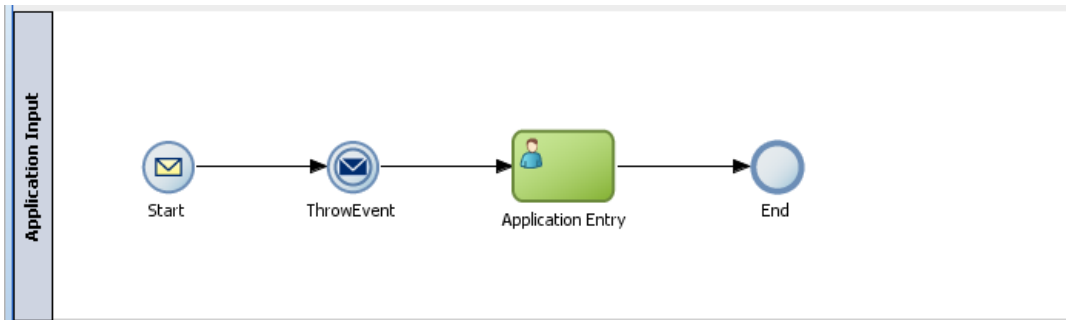 Application Input
Start
ThrowEvent
Application Entry
End